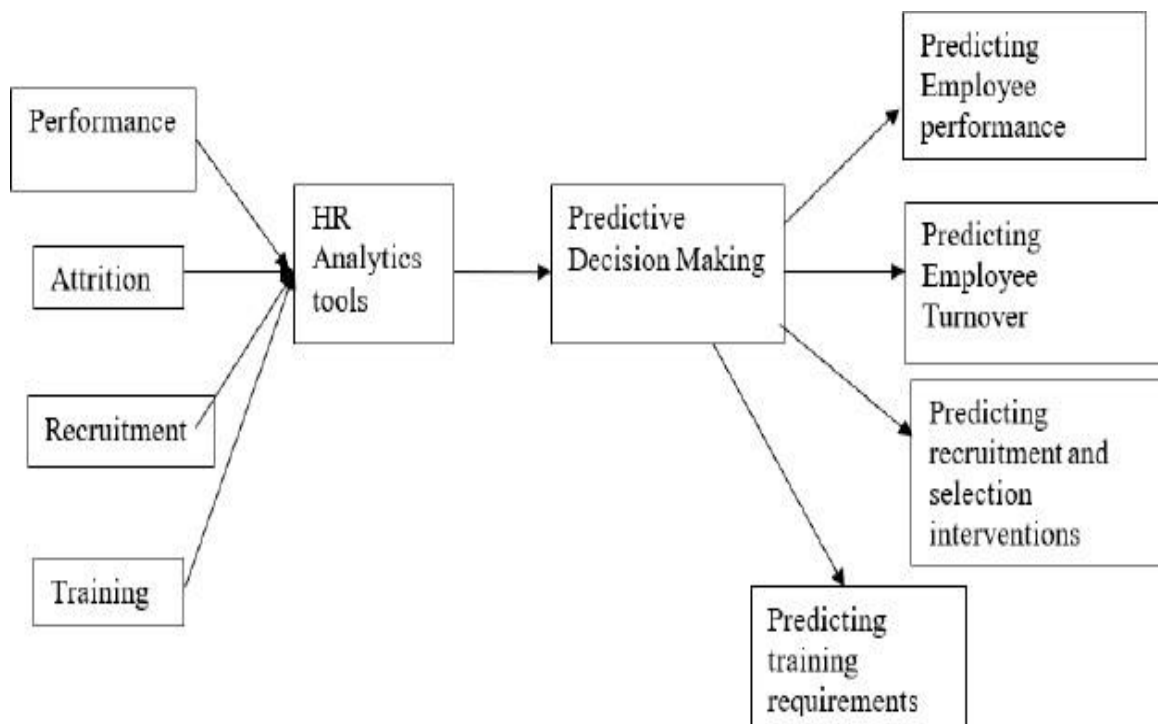 Performance
Attrition
Recruitment
Training
HR
Analytics
tools
Predictive
Decision Making
Predicting
Employee
performance
Predicting
Employee
Turnover
Predicting
recruitment and
selection
interventions
Predicting
training
requirements